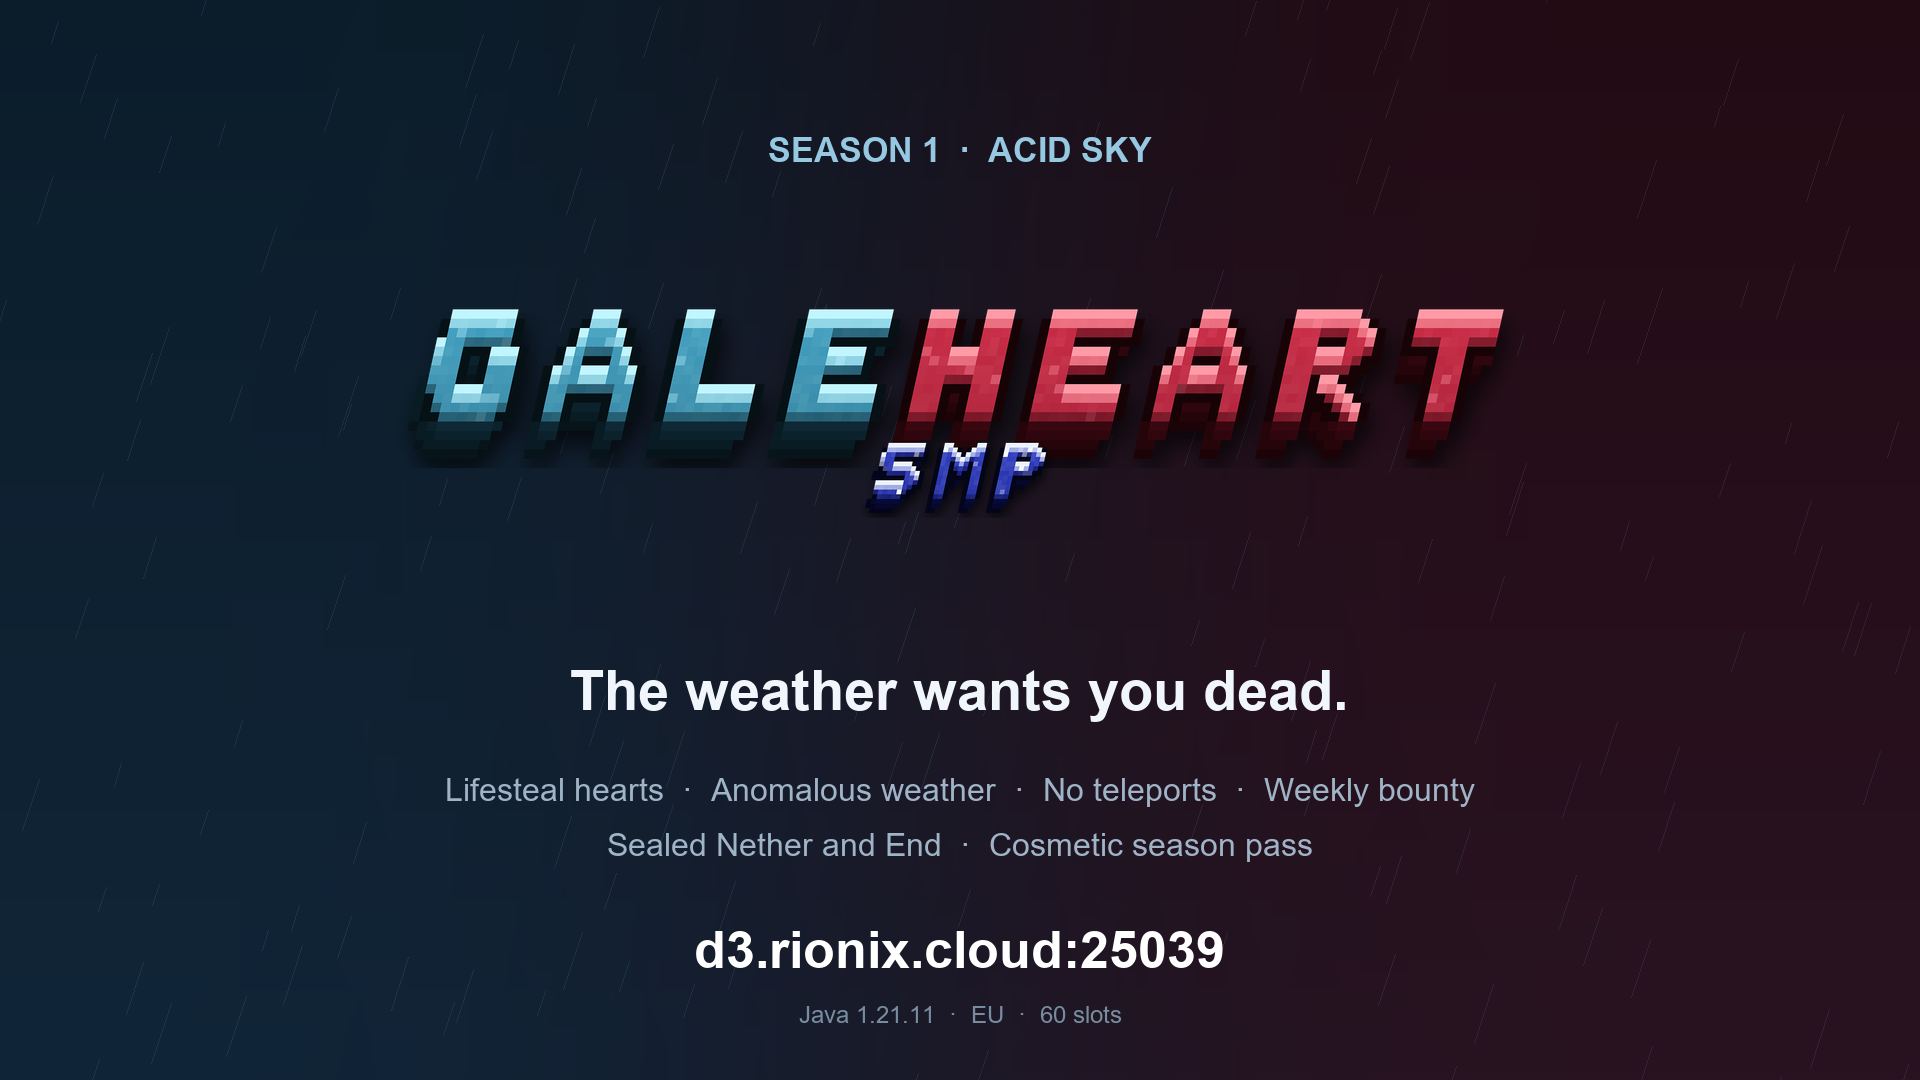 SEASON 1 · ACID SKY
GALEHEART
SMP
The weather wants you dead.
Lifesteal hearts · Anomalous weather · No teleports · Weekly bounty
Sealed Nether and End · Cosmetic season pass
d3.rionix.cloud:25039
Java 1.21.11 · EU · 60 slots